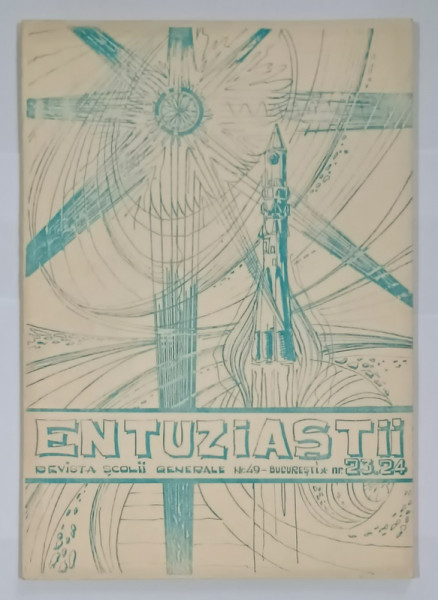 ENTUZIAȘTII
REVISTA ȘCOLII GENERALE Nr.49-BUCUREȘTI * nr. 23,24